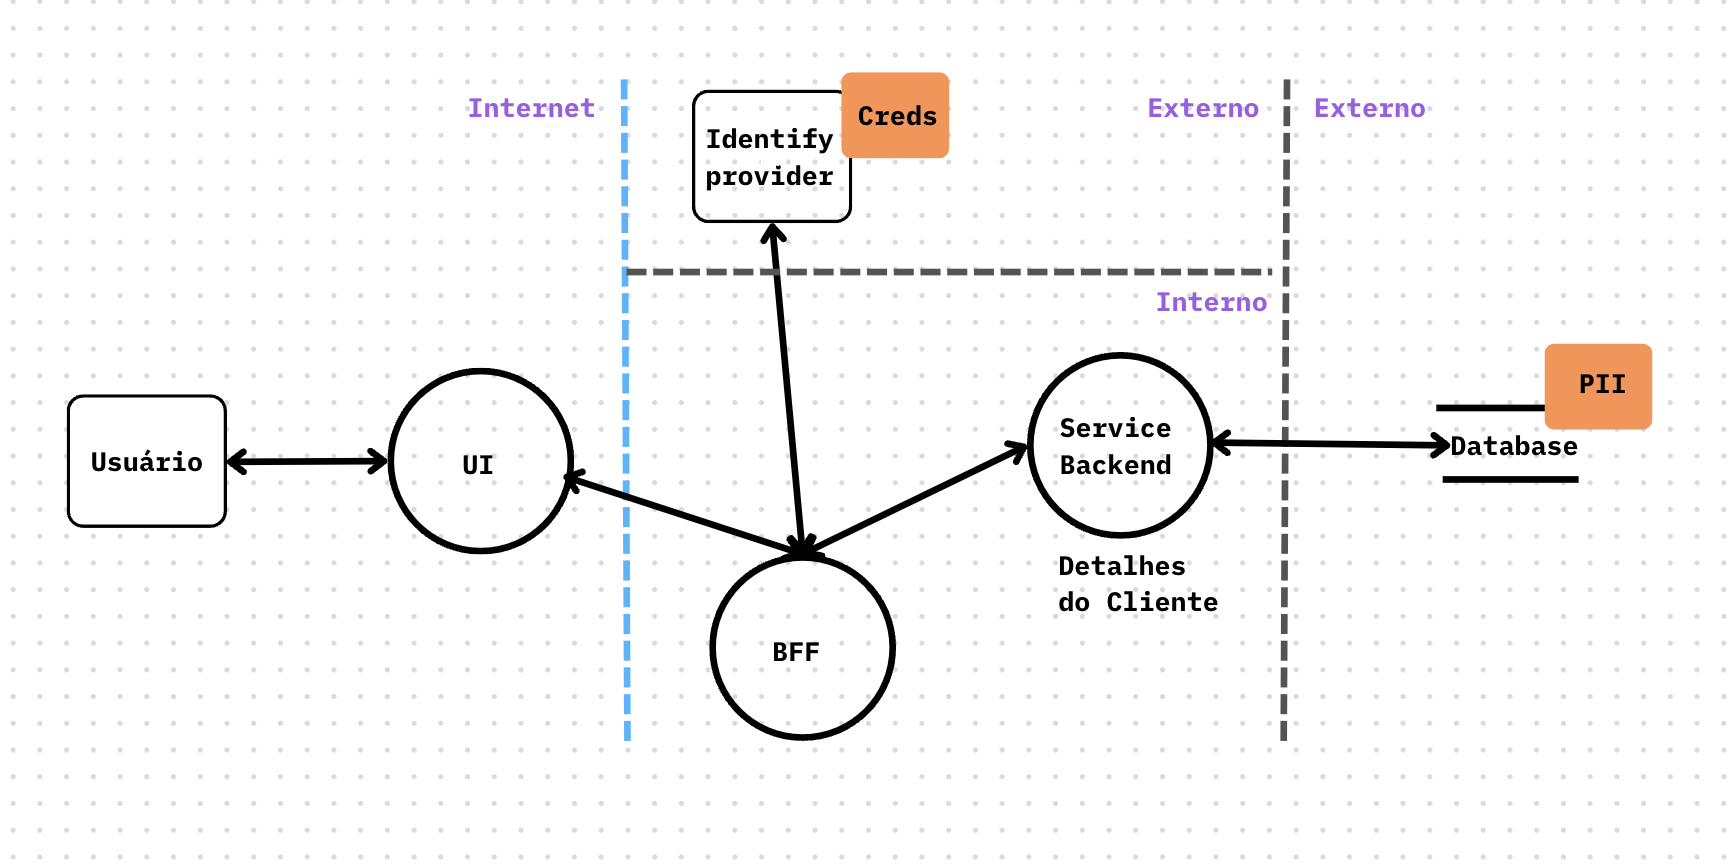 Internet
Identify
provider
Creds
Externo
Externo
Interno
Usuário
UI
Service
Backend
PII
Database
Detalhes
do Cliente
BFF